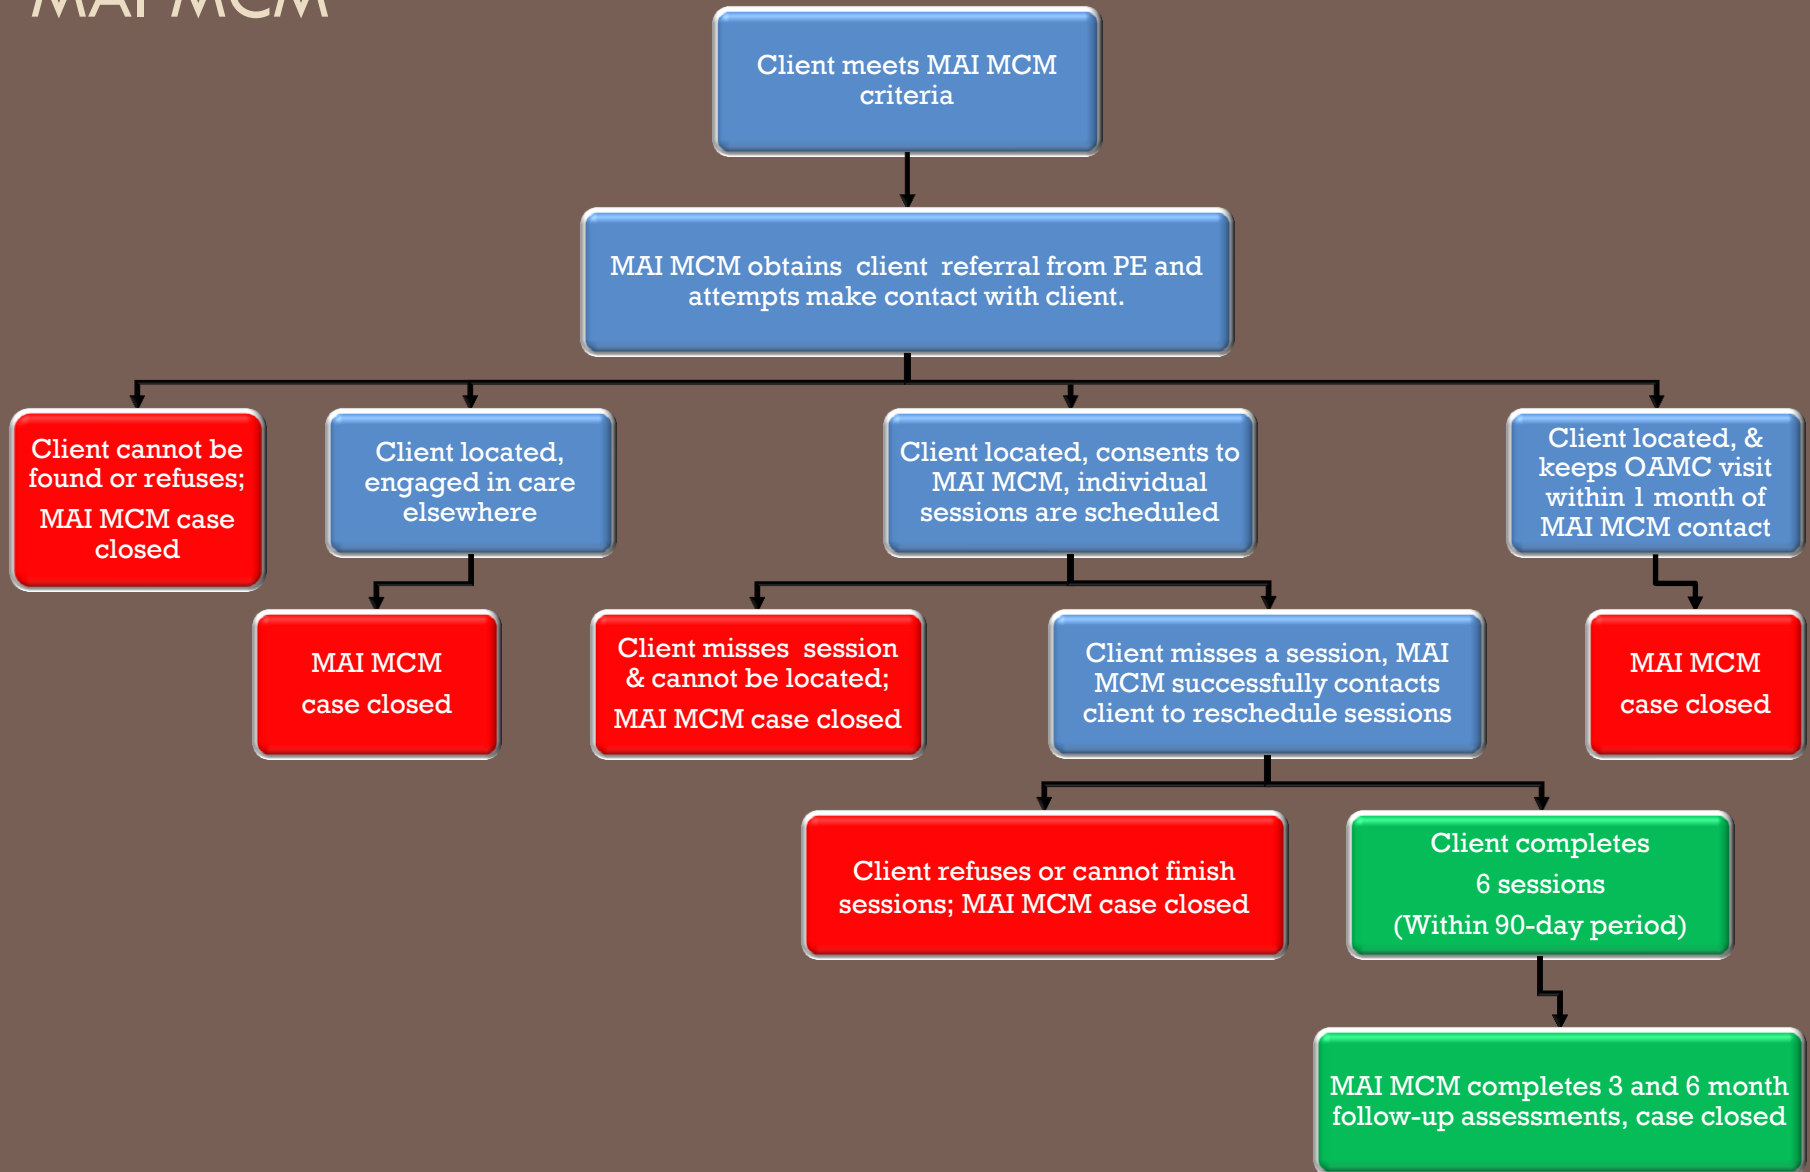 MAI MCM
Client meets MAI MCM
criteria
MAI MCM obtains  client  referral from PE and
attempts make contact with client.
Client cannot be
found or refuses;
MAI MCM case
closed
Client located,
engaged in care
elsewhere
Client located, consents to
MAI MCM, individual
sessions are scheduled
Client located, &
keeps OAMC visit
within 1 month of
MAI MCM contact
MAI MCM
case closed
Client misses  session
& cannot be located;
MAI MCM case closed
Client misses a session, MAI
MCM successfully contacts
client to reschedule sessions
MAI MCM
case closed
Client refuses or cannot finish
sessions; MAI MCM case closed
Client completes
6 sessions
(Within 90-day period)
MAI MCM completes 3 and 6 month
follow-up assessments, case closed